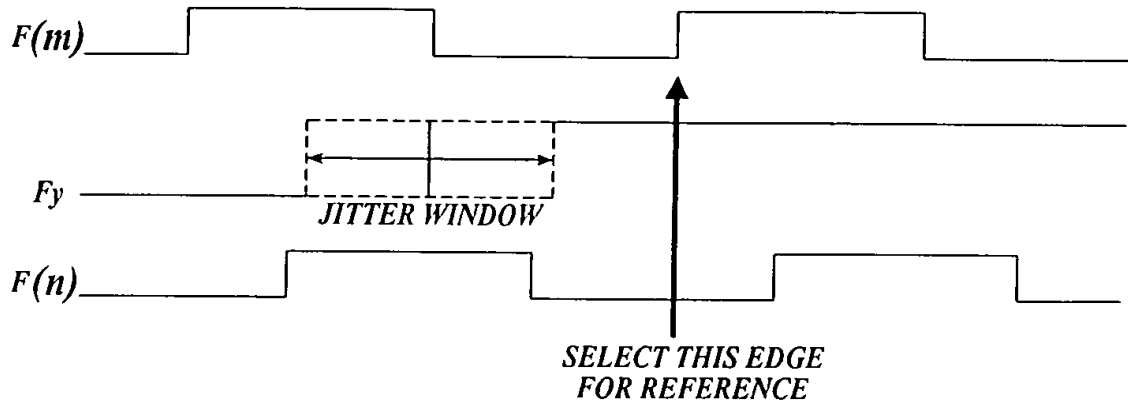 F(m)
Fy
JITTER WINDOW
F(n)
SELECT THIS EDGE
FOR REFERENCE